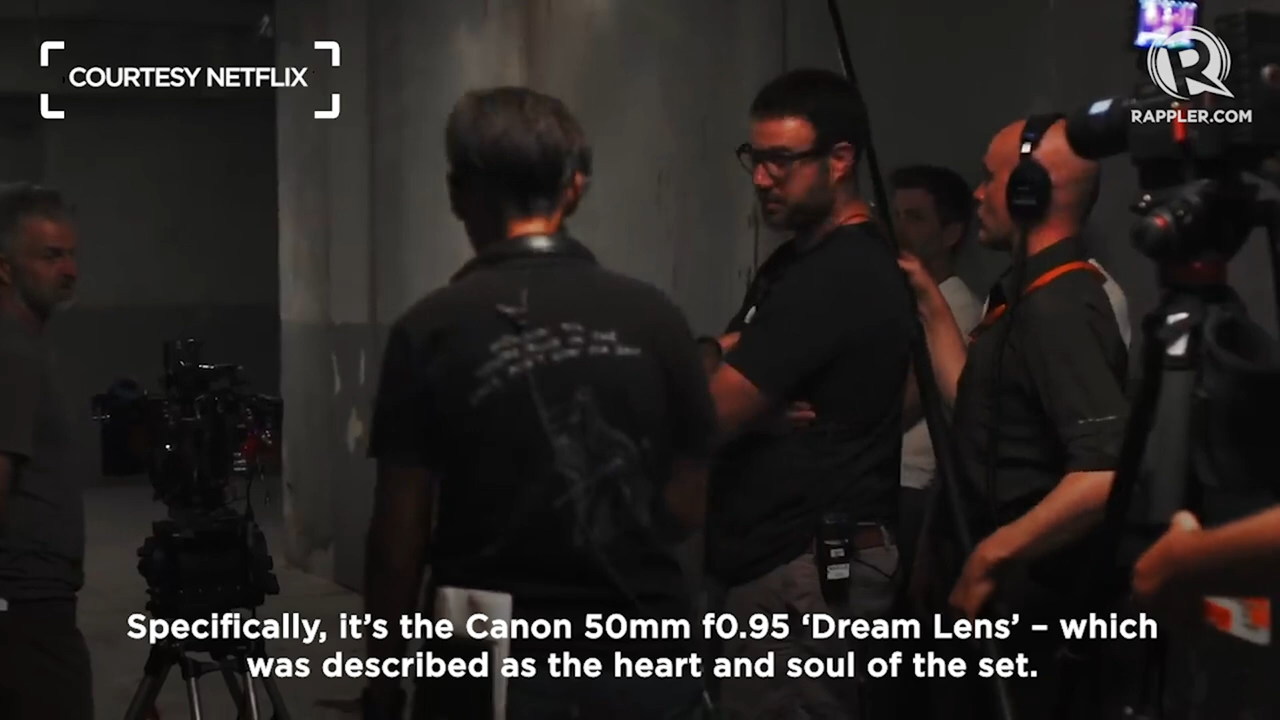 COURTESY NETFLIX
R
RAPPLER.COM
Specifically, it's the Canon 50mm f0.95 ‘Dream Lens’ – which
was described as the heart and soul of the set.